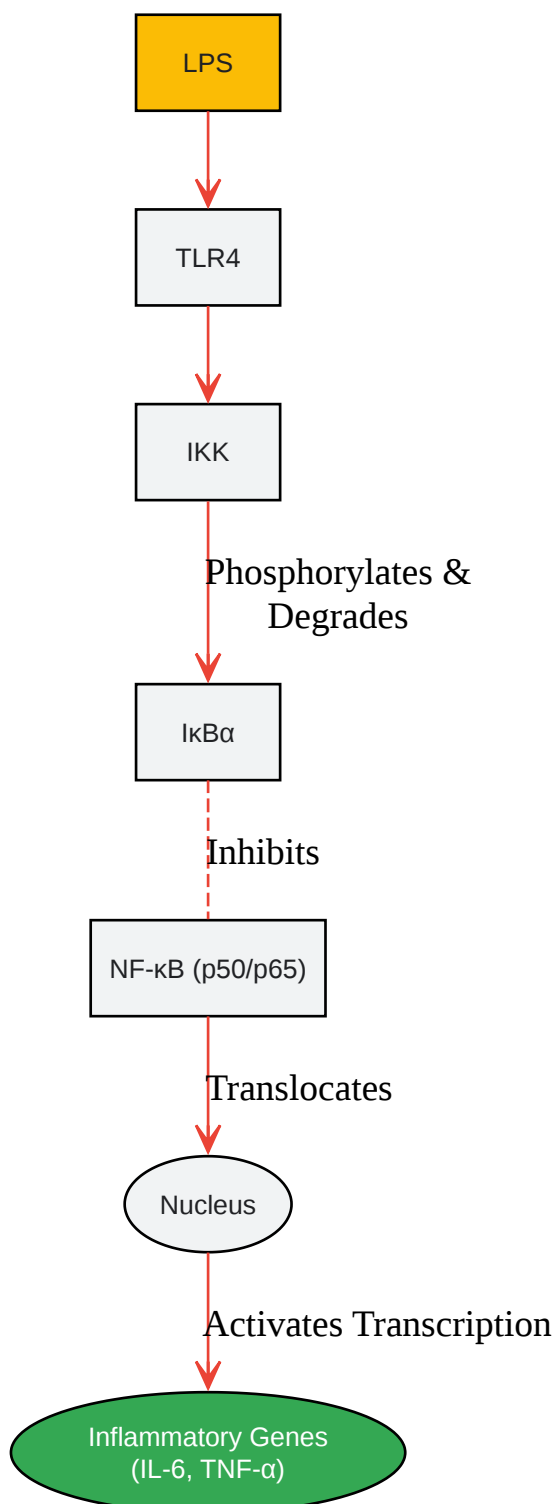 LPS
TLR4
IKK
Phosphorylates &
Degrades
IκBα
Inhibits
NF-κB (p50/p65)
Translocates
Nucleus
Activates Transcription
Inflammatory Genes
(IL-6, TNF-α)